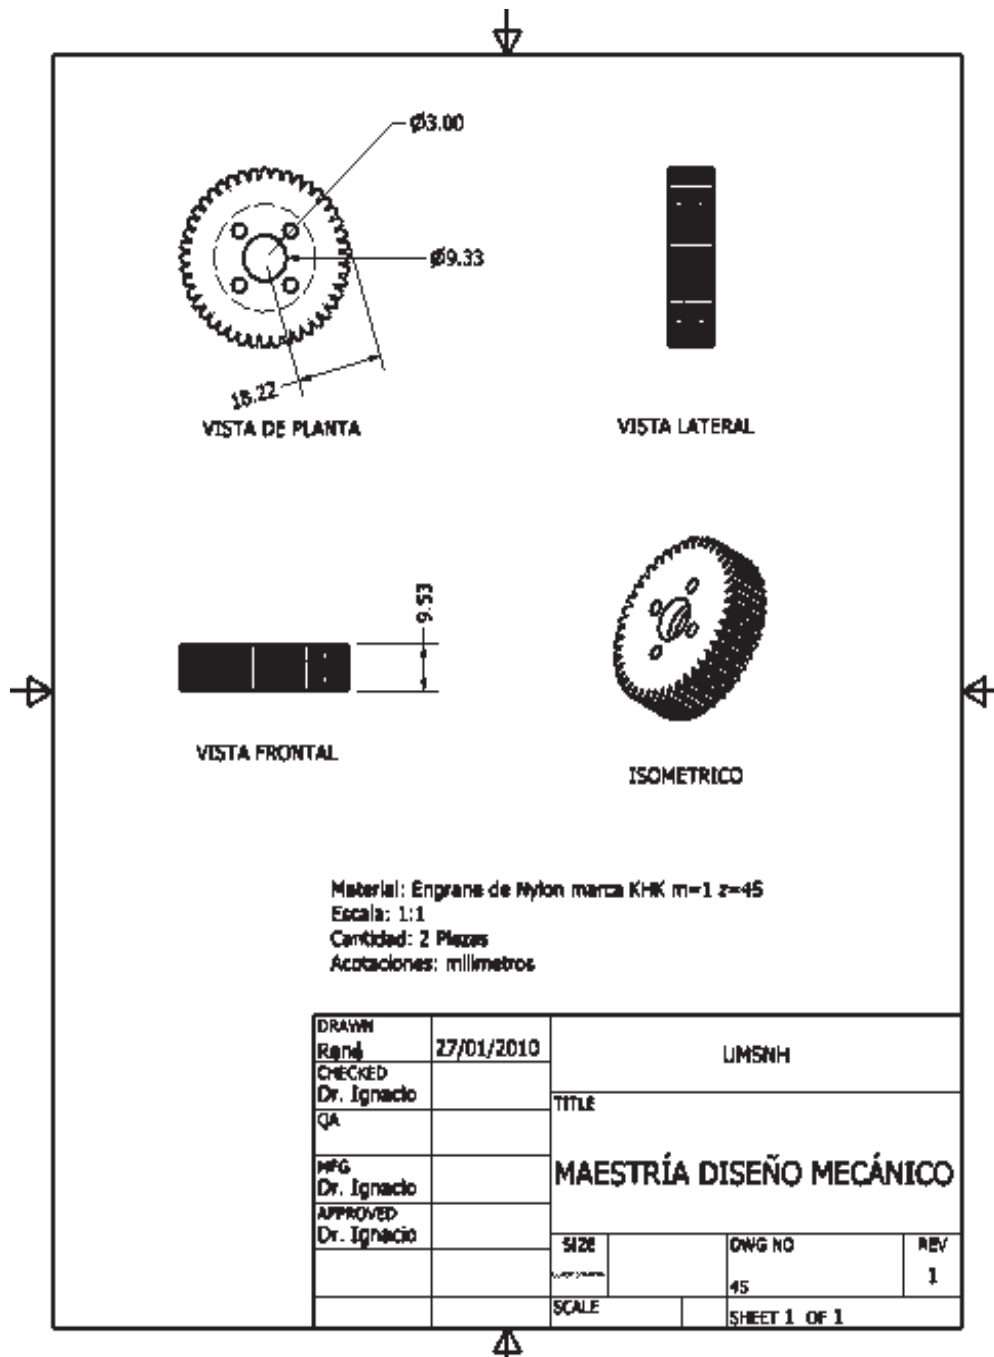 Ø3.00
Ø9.33
VISTA DE PLANTA
VISTA LATERAL
9.53
VISTA FRONTAL
ISOMETRICO
Material: Engrane de Nylon marca KHK m=1 z=45
Escala: 1:1
Cantidad: 2 Piezas
Acotaciones: milimetros
DRAWN
René
27/01/2010
UMSNH
CHECKED
Dr. Ignacio
TITLE
QA
MAESTRÍA DISEÑO MECÁNICO
MFG
Dr. Ignacio
APPROVED
Dr. Ignacio
SIZE
DWG NO
45
REV
1
SCALE
SHEET 1 OF 1